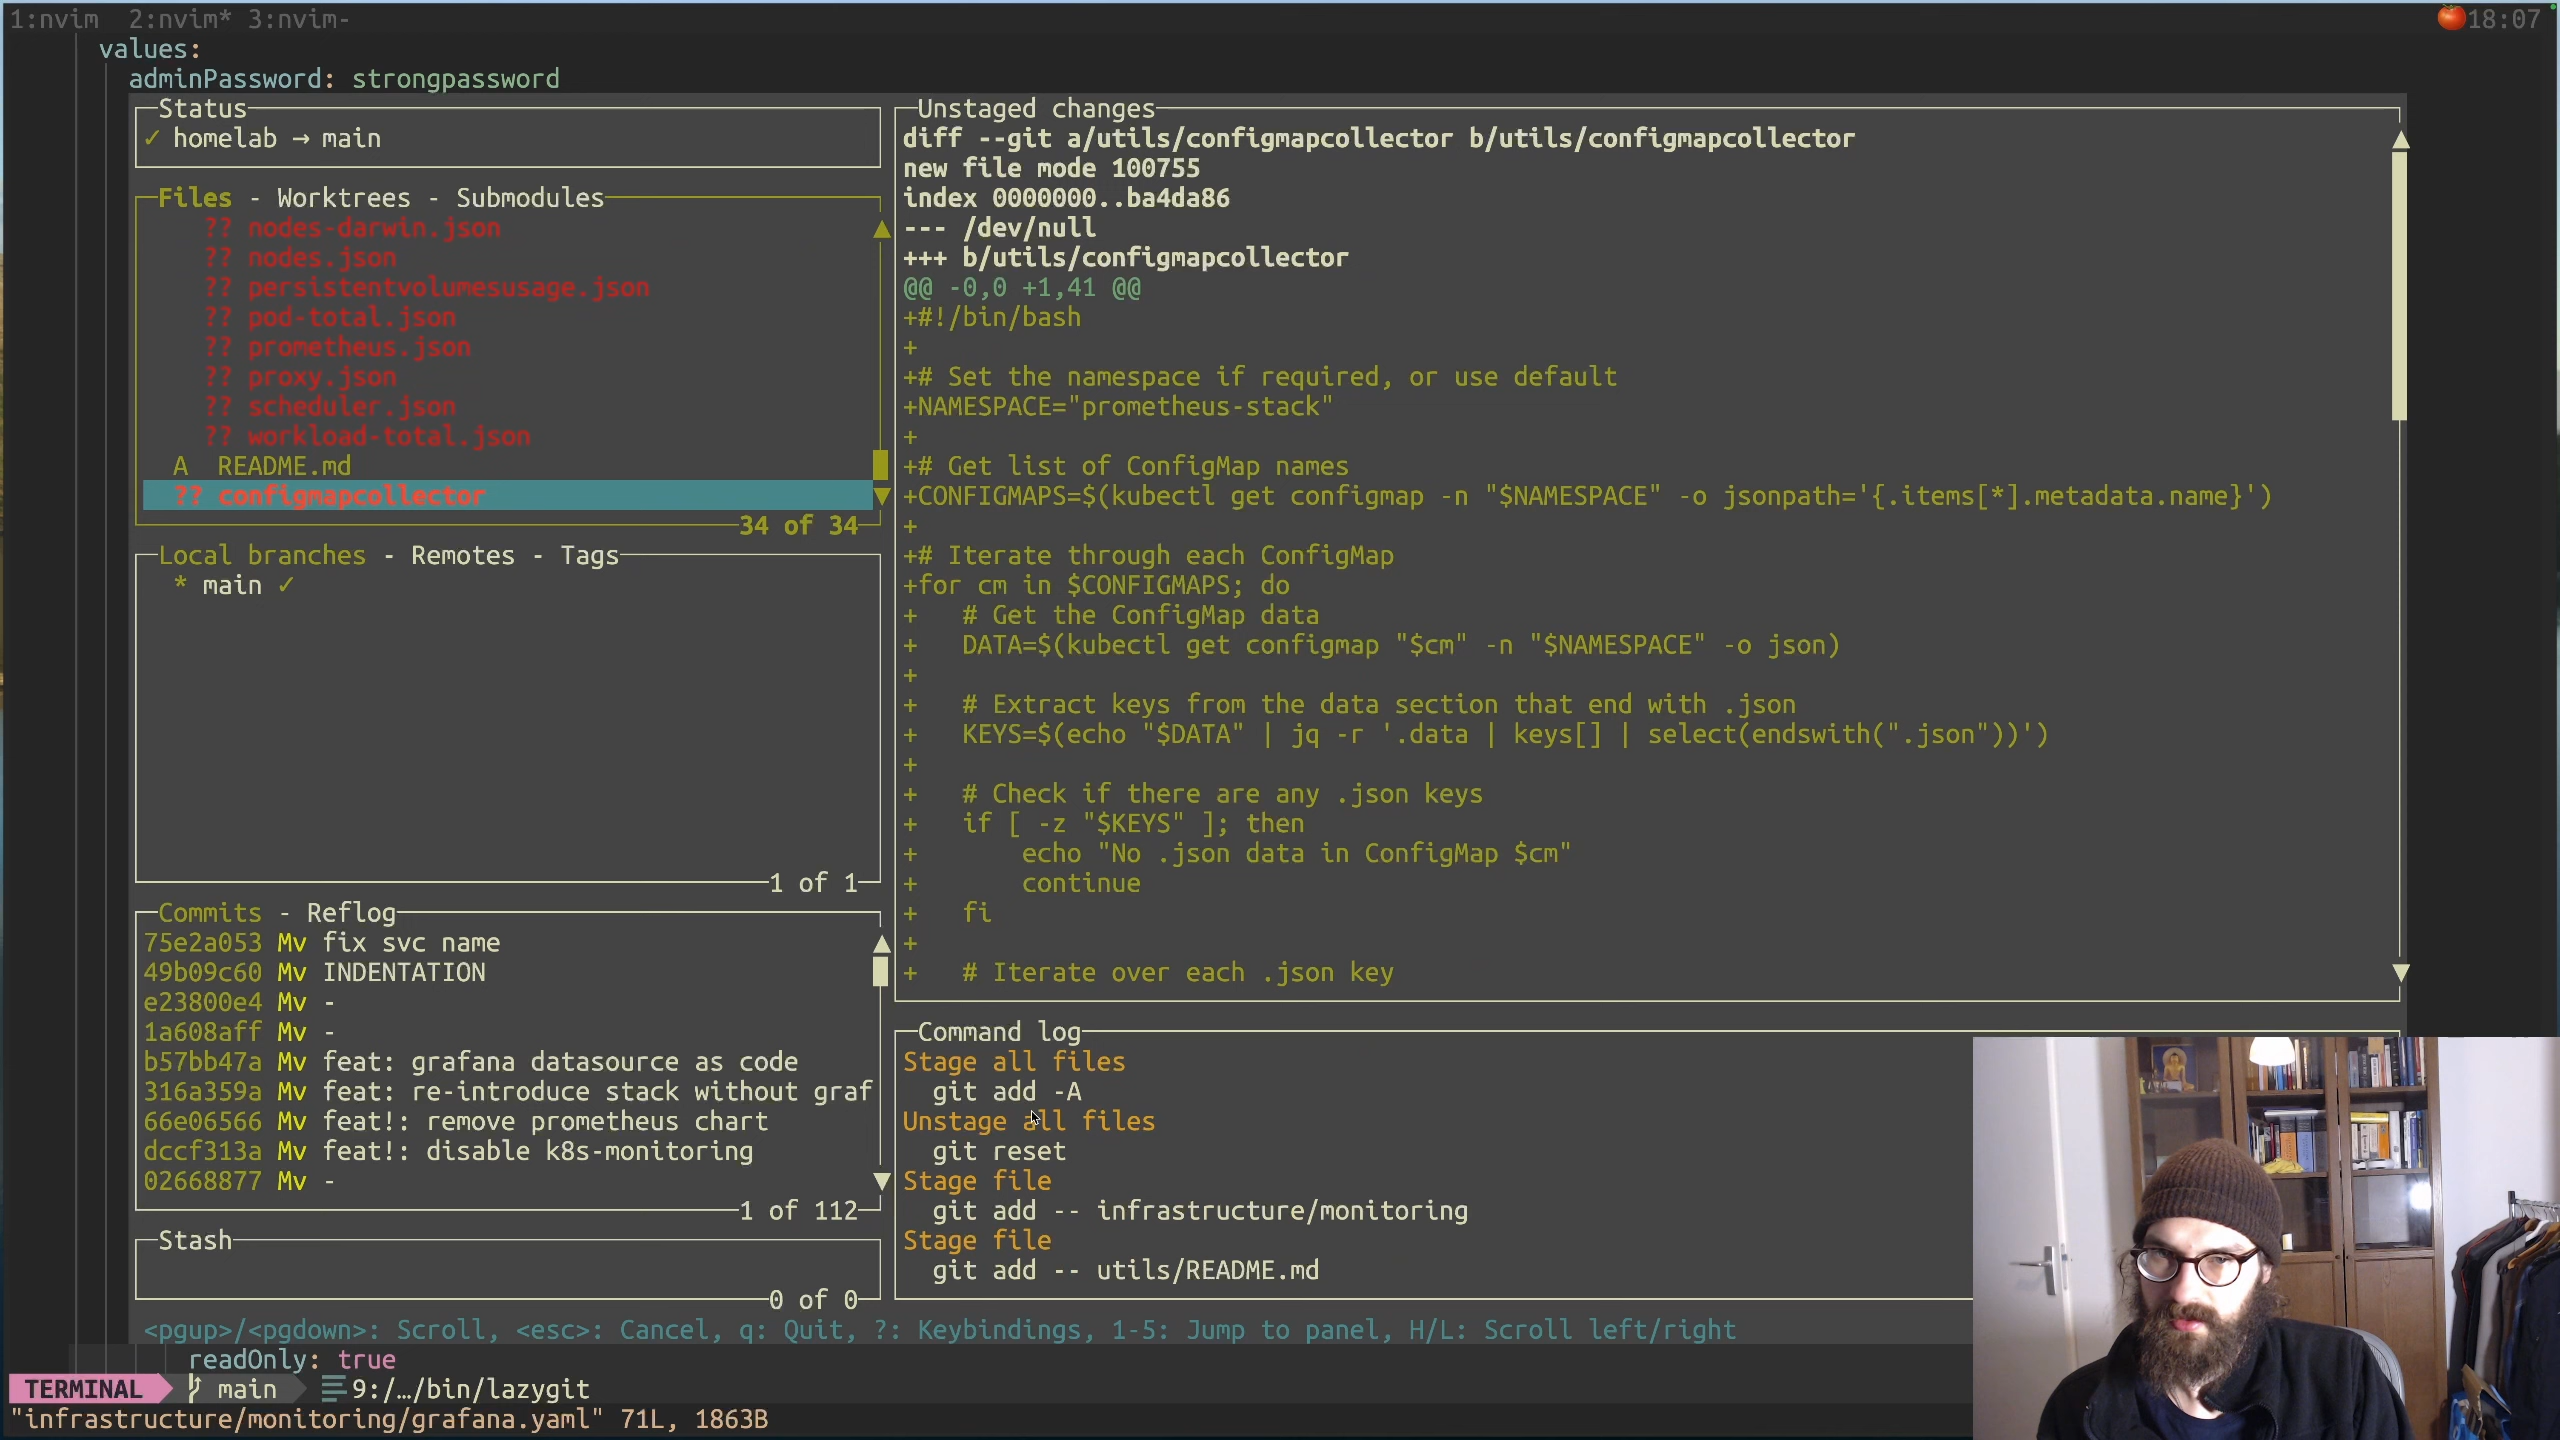 1:nvim  2:nvim* 3:nvim-
18:07
values:
adminPassword: strongpassword
Status
✓ homelab → main
Files - Worktrees - Submodules
?? nodes-darwin.json
?? nodes.json
?? persistentvolumesusage.json
?? pod-total.json
?? prometheus.json
?? proxy.json
?? scheduler.json
?? workload-total.json
A  README.md
?? configmapcollector
34 of 34
Local branches - Remotes - Tags
* main ✓
1 of 1
Commits - Reflog
75e2a053 Mv fix svc name
49b09c60 Mv INDENTATION
e23800e4 Mv -
1a608aff Mv -
b57bb47a Mv feat: grafana datasource as code
316a359a Mv feat: re-introduce stack without graf
66e06566 Mv feat!: remove prometheus chart
dccf313a Mv feat!: disable k8s-monitoring
02668877 Mv -
1 of 112
Stash
0 of 0
Unstaged changes
diff --git a/utils/configmapcollector b/utils/configmapcollector
new file mode 100755
index 0000000..ba4da86
--- /dev/null
+++ b/utils/configmapcollector
@@ -0,0 +1,41 @@
+#!/bin/bash
+
+# Set the namespace if required, or use default
+NAMESPACE="prometheus-stack"
+
+# Get list of ConfigMap names
+CONFIGMAPS=$(kubectl get configmap -n "$NAMESPACE" -o jsonpath='{.items[*].metadata.name}')
+
+# Iterate through each ConfigMap
+for cm in $CONFIGMAPS; do
+   # Get the ConfigMap data
+   DATA=$(kubectl get configmap "$cm" -n "$NAMESPACE" -o json)
+
+   # Extract keys from the data section that end with .json
+   KEYS=$(echo "$DATA" | jq -r '.data | keys[] | select(endswith(".json"))')
+
+   # Check if there are any .json keys
+   if [ -z "$KEYS" ]; then
+       echo "No .json data in ConfigMap $cm"
+       continue
+   fi
+
+   # Iterate over each .json key
Command log
Stage all files
git add -A
Unstage all files
git reset
Stage file
git add -- infrastructure/monitoring
Stage file
git add -- utils/README.md
<pgup>/<pgdown>: Scroll, <esc>: Cancel, q: Quit, ?: Keybindings, 1-5: Jump to panel, H/L: Scroll left/right
readOnly: true
TERMINAL main 9:/…/bin/lazygit
"infrastructure/monitoring/grafana.yaml" 71L, 1863B